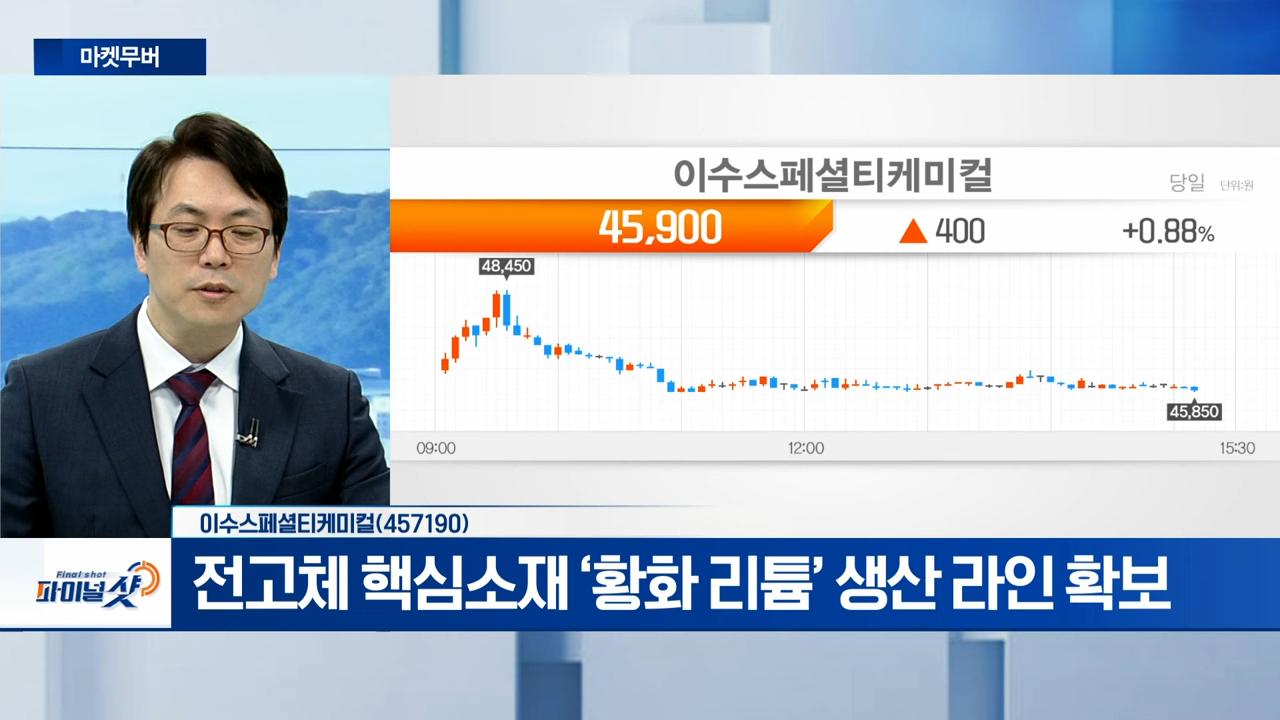 마켓무버
이수스페셜티케미컬
당일 단위:원
45,900 ▲ 400 +0.88%
48,450
45,850
09:00 12:00 15:30
이수스페셜티케미컬(457190)
Final shot
파이널샷
전고체 핵심소재 ‘황화 리튬’ 생산 라인 확보